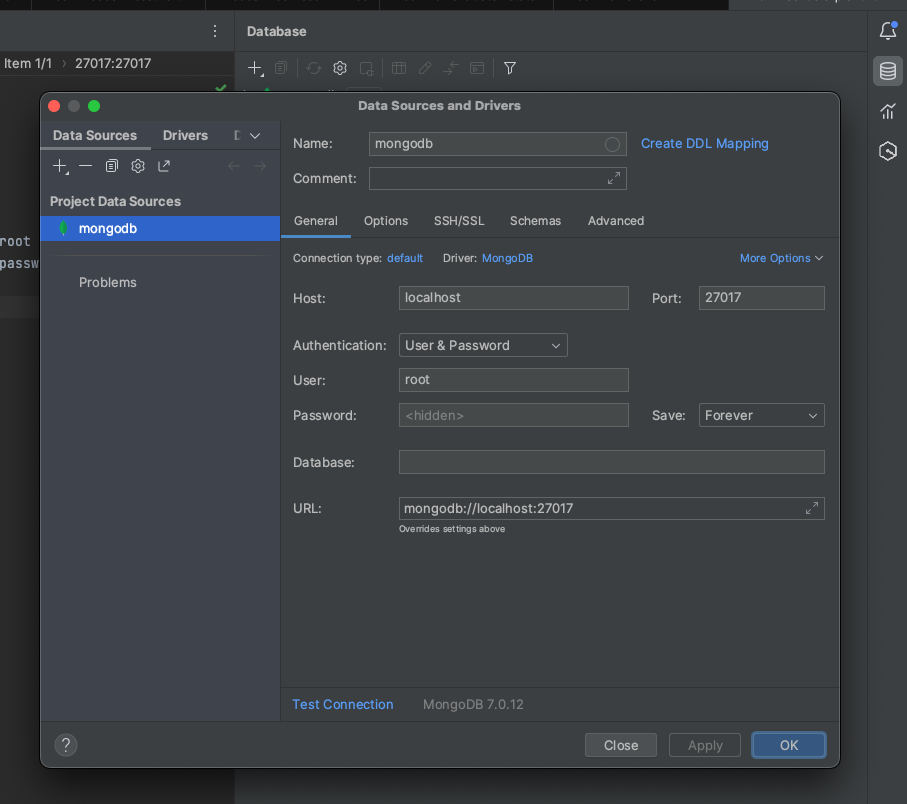 Database
Item 1/1 › 27017:27017
root
passw
Data Sources and Drivers
Data Sources Drivers
Project Data Sources
mongodb
Problems
Name: mongodb Create DDL Mapping
Comment:
General Options SSH/SSL Schemas Advanced
Connection type: default Driver: MongoDB More Options
Host: localhost Port: 27017
Authentication: User & Password
User: root
Password: <hidden> Save: Forever
Database:
URL: mongodb://localhost:27017
Overrides settings above
Test Connection MongoDB 7.0.12
? Close Apply OK